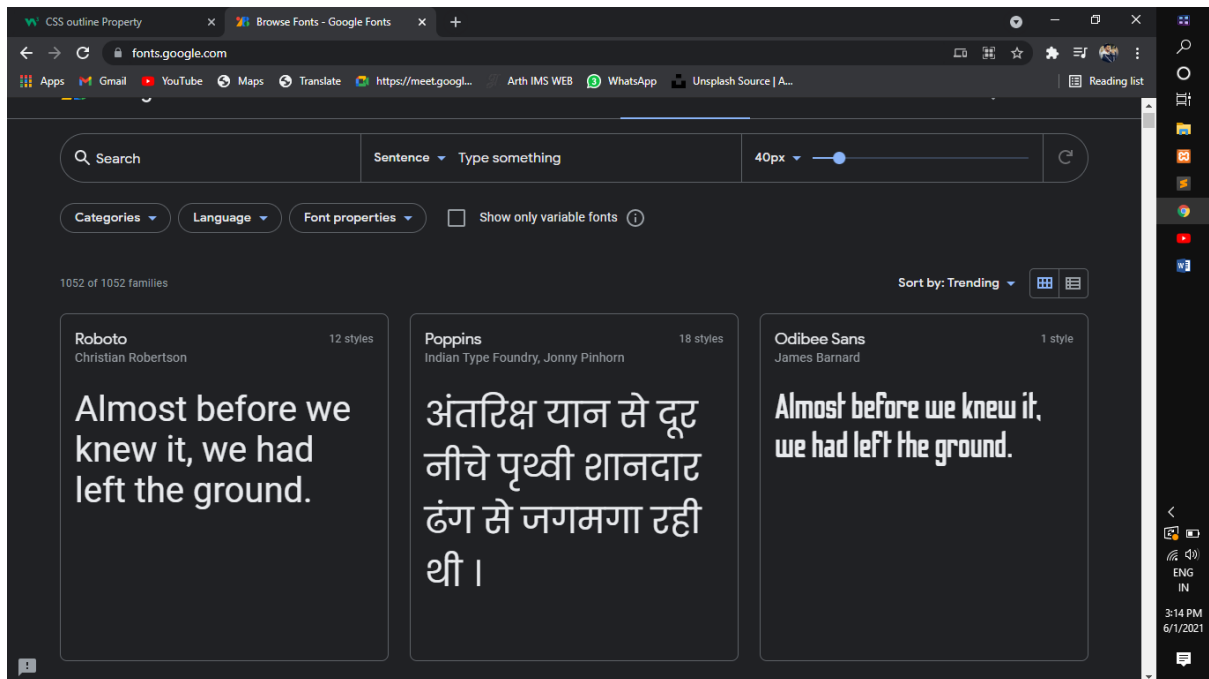 CSS outline Property
Browse Fonts - Google Fonts
fonts.google.com
Apps Gmail YouTube Maps Translate https://meet.googl... Arth IMS WEB WhatsApp Unsplash Source | A... Reading list
Search Sentence Type something 40px
Categories Language Font properties Show only variable fonts
1052 of 1052 families Sort by: Trending
Roboto 12 styles
Christian Robertson
Almost before we
knew it, we had
left the ground.
Poppins 18 styles
Indian Type Foundry, Jonny Pinhorn
अंतरिक्ष यान से दूर
नीचे पृथ्वी शानदार
ढंग से जगमगा रही
थी ।
Odibee Sans 1 style
James Barnard
Almost before we knew it,
we had left the ground.
ENG
IN
3:14 PM
6/1/2021